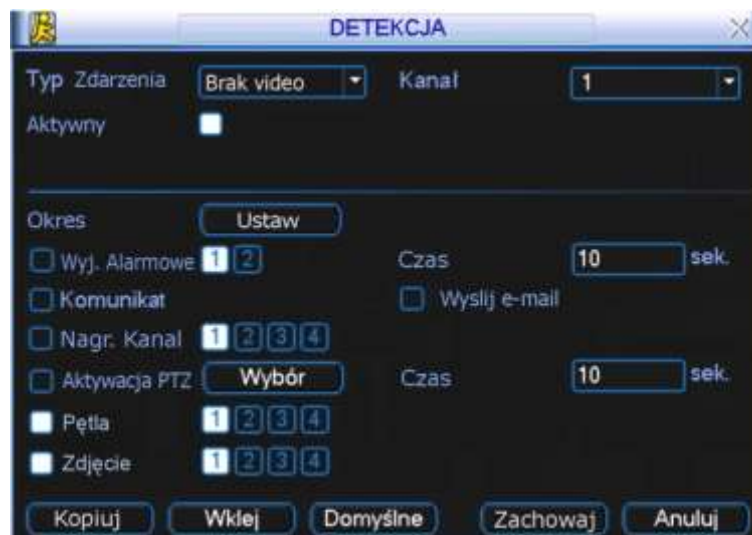 DETEKCJA
Typ Zdarzenia Brak video Kanał 1
Aktywny
Okres Ustaw
Wyj. Alarmowe 1 2 Czas 10 sek.
Komunikat Wyslij e-mail
Nagr. Kanał 1 2 3 4
Aktywacja PTZ Wybór Czas 10 sek.
Pętla 1 2 3 4
Zdjęcie 1 2 3 4
Kopiuj Wklej Domyślne Zachowaj Anuluj